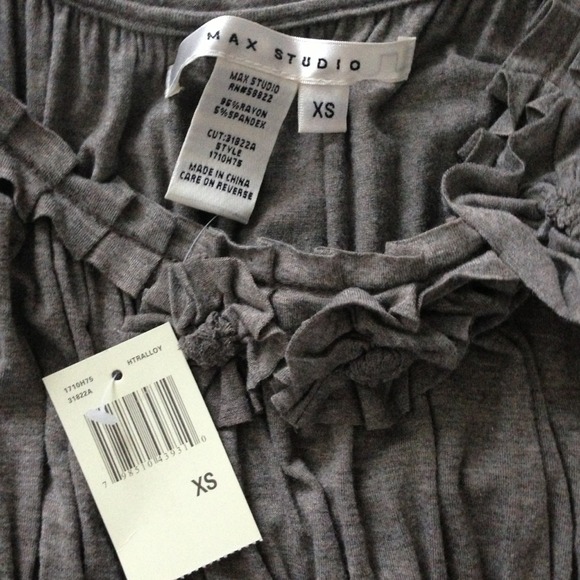 MAX STUDIO
XS
MAX STUDIO
RN#59922
95%RAYON
5%SPANDEX
CUT:31822A
STYLE
1710H75
MADE IN CHINA
CARE ON REVERSE
1710H75
31822A
HTRALLOY
XS